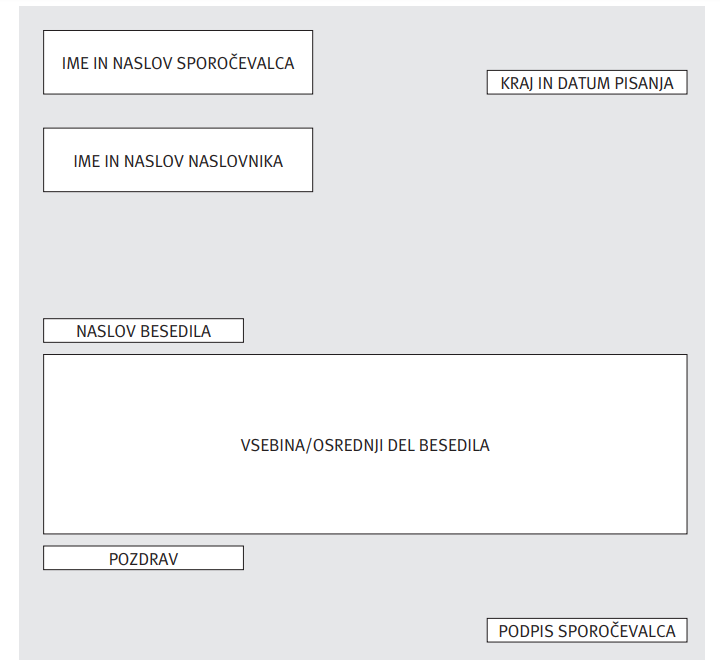 IME IN NASLOV SPOROČEVALCA
KRAJ IN DATUM PISANJA
IME IN NASLOV NASLOVNIKA
NASLOV BESEDILA
VSEBINA/OSREDNJI DEL BESEDILA
POZDRAV
PODPIS SPOROČEVALCA